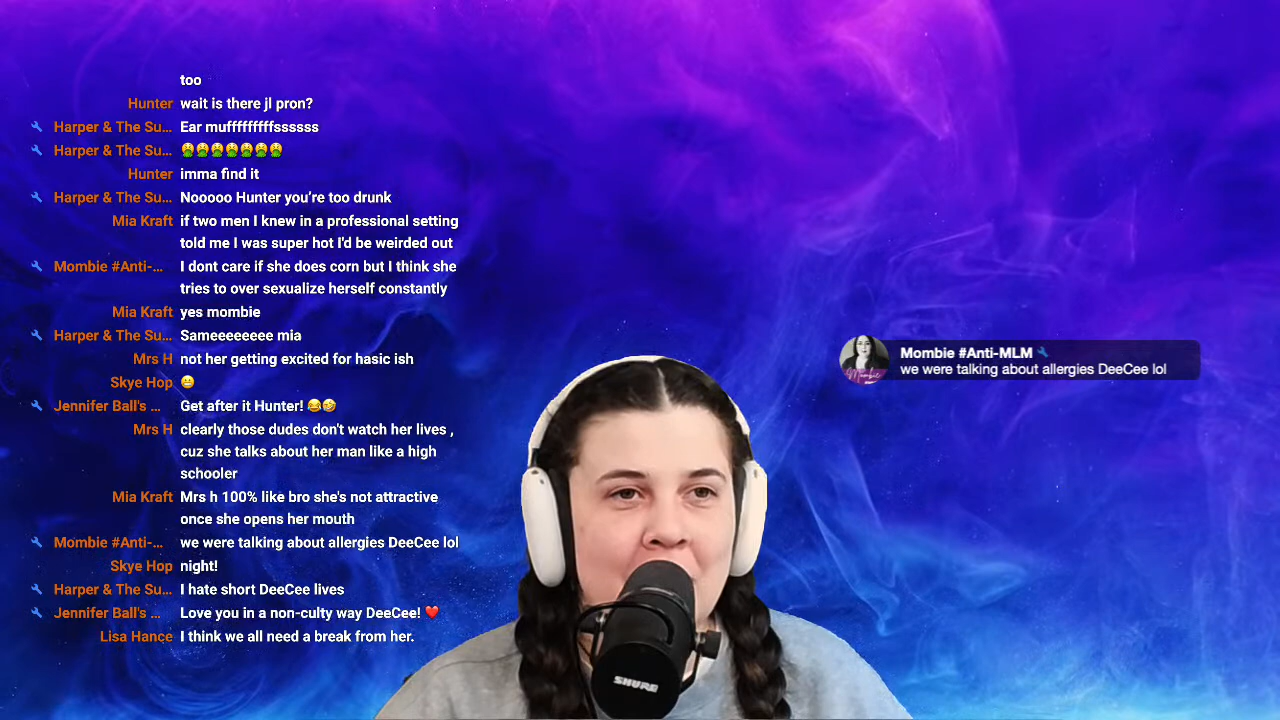 too
Hunter wait is there jl pron?
Harper & The Su... Ear mufffffffffssssss
Harper & The Su... 🤮🤮🤮🤮🤮🤮🤮
Hunter imma find it
Harper & The Su... Nooooo Hunter you're too drunk
Mia Kraft if two men I knew in a professional setting
told me I was super hot I'd be weirded out
Mombie #Anti-... I dont care if she does corn but I think she
tries to over sexualize herself constantly
Mia Kraft yes mombie
Harper & The Su... Sameeeeeeee mia
Mrs H not her getting excited for hasic ish
Skye Hop 😬
Jennifer Ball's ... Get after it Hunter! 😂🤣
Mrs H clearly those dudes don't watch her lives ,
cuz she talks about her man like a high
schooler
Mia Kraft Mrs h 100% like bro she's not attractive
once she opens her mouth
Mombie #Anti-... we were talking about allergies DeeCee lol
Skye Hop night!
Harper & The Su... I hate short DeeCee lives
Jennifer Ball's ... Love you in a non-culty way DeeCee! ❤️
Lisa Hance I think we all need a break from her.
Mombie #Anti-MLM
we were talking about allergies DeeCee lol
Mombie
SHURE